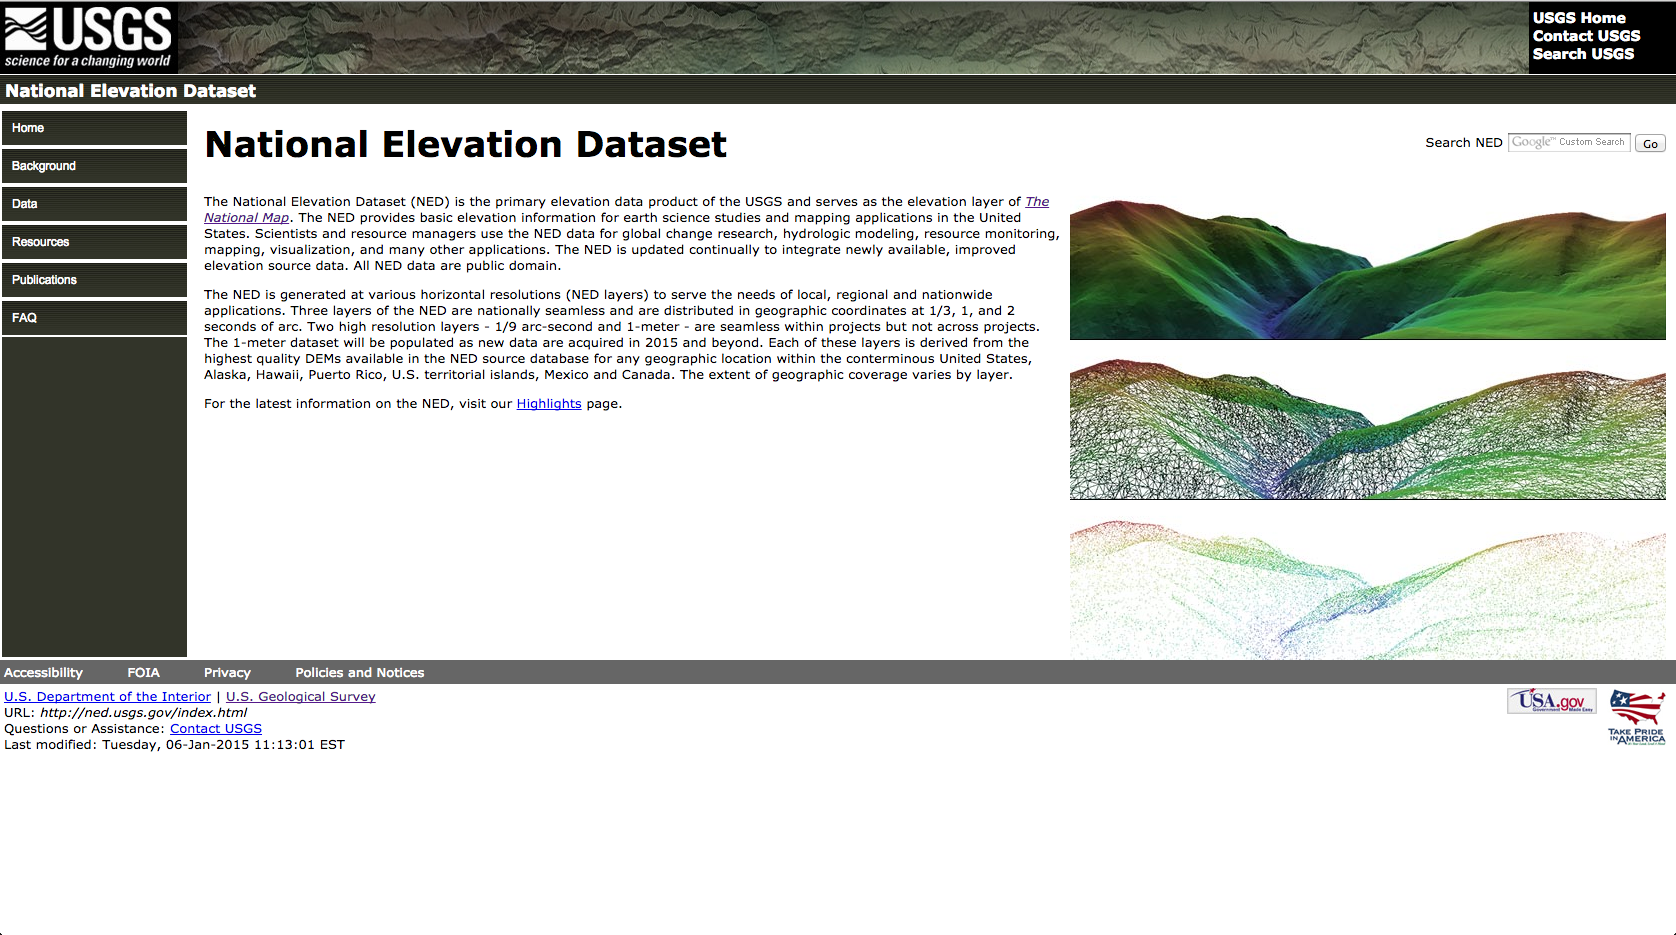 USGS
science for a changing world
USGS Home
Contact USGS
Search USGS
National Elevation Dataset
Home
Background
Data
Resources
Publications
FAQ
National Elevation Dataset
Search NED Google™ Custom Search Go
The National Elevation Dataset (NED) is the primary elevation data product of the USGS and serves as the elevation layer of The
National Map. The NED provides basic elevation information for earth science studies and mapping applications in the United
States. Scientists and resource managers use the NED data for global change research, hydrologic modeling, resource monitoring,
mapping, visualization, and many other applications. The NED is updated continually to integrate newly available, improved
elevation source data. All NED data are public domain.
The NED is generated at various horizontal resolutions (NED layers) to serve the needs of local, regional and nationwide
applications. Three layers of the NED are nationally seamless and are distributed in geographic coordinates at 1/3, 1, and 2
seconds of arc. Two high resolution layers - 1/9 arc-second and 1-meter - are seamless within projects but not across projects.
The 1-meter dataset will be populated as new data are acquired in 2015 and beyond. Each of these layers is derived from the
highest quality DEMs available in the NED source database for any geographic location within the conterminous United States,
Alaska, Hawaii, Puerto Rico, U.S. territorial islands, Mexico and Canada. The extent of geographic coverage varies by layer.
For the latest information on the NED, visit our Highlights page.
Accessibility FOIA Privacy Policies and Notices
U.S. Department of the Interior | U.S. Geological Survey
URL: http://ned.usgs.gov/index.html
Questions or Assistance: Contact USGS
Last modified: Tuesday, 06-Jan-2015 11:13:01 EST
USA.gov
Government Made Easy
TAKE PRIDE
IN AMERICA